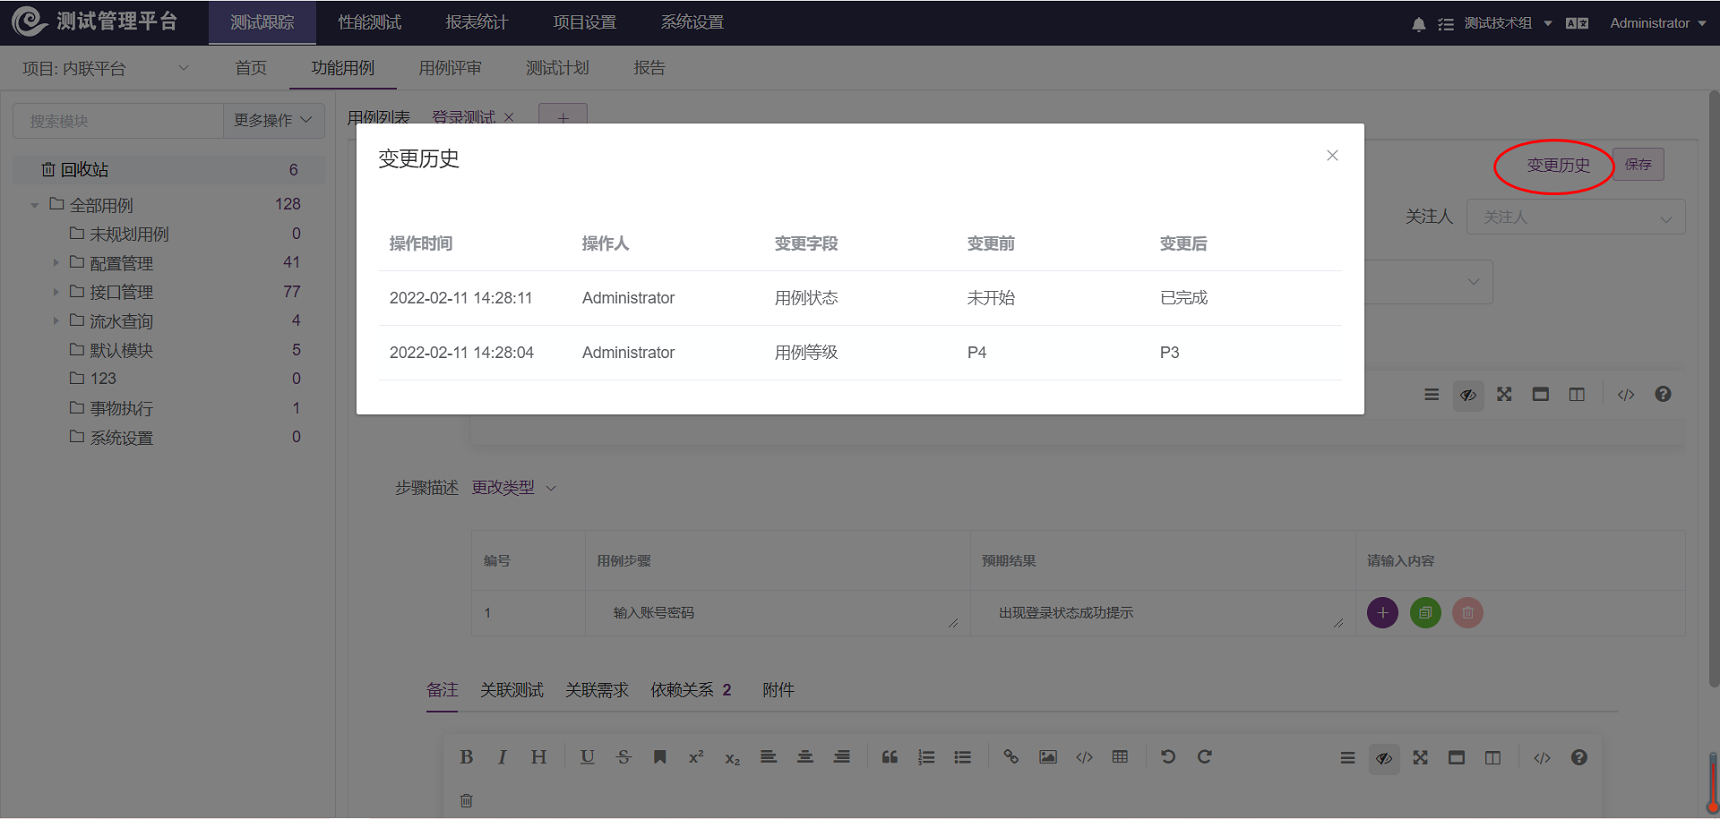 测试管理平台 测试跟踪 性能测试 报表统计 项目设置 系统设置 测试技术组 Administrator
项目: 内联平台 首页 功能用例 用例评审 测试计划 报告
搜索模块 更多操作 用例列表 登录测试
变更历史
变更历史 保存
回收站 6
全部用例 128
未规划用例 0
配置管理 41
接口管理 77
流水查询 4
默认模块 5
123 0
事物执行 1
系统设置 0
关注人 关注人
操作时间 操作人 变更字段 变更前 变更后
2022-02-11 14:28:11 Administrator 用例状态 未开始 已完成
2022-02-11 14:28:04 Administrator 用例等级 P4 P3
步骤描述 更改类型
编号 用例步骤 预期结果 请输入内容
1 输入账号密码 出现登录状态成功提示
备注 关联测试 关联需求 依赖关系 2 附件